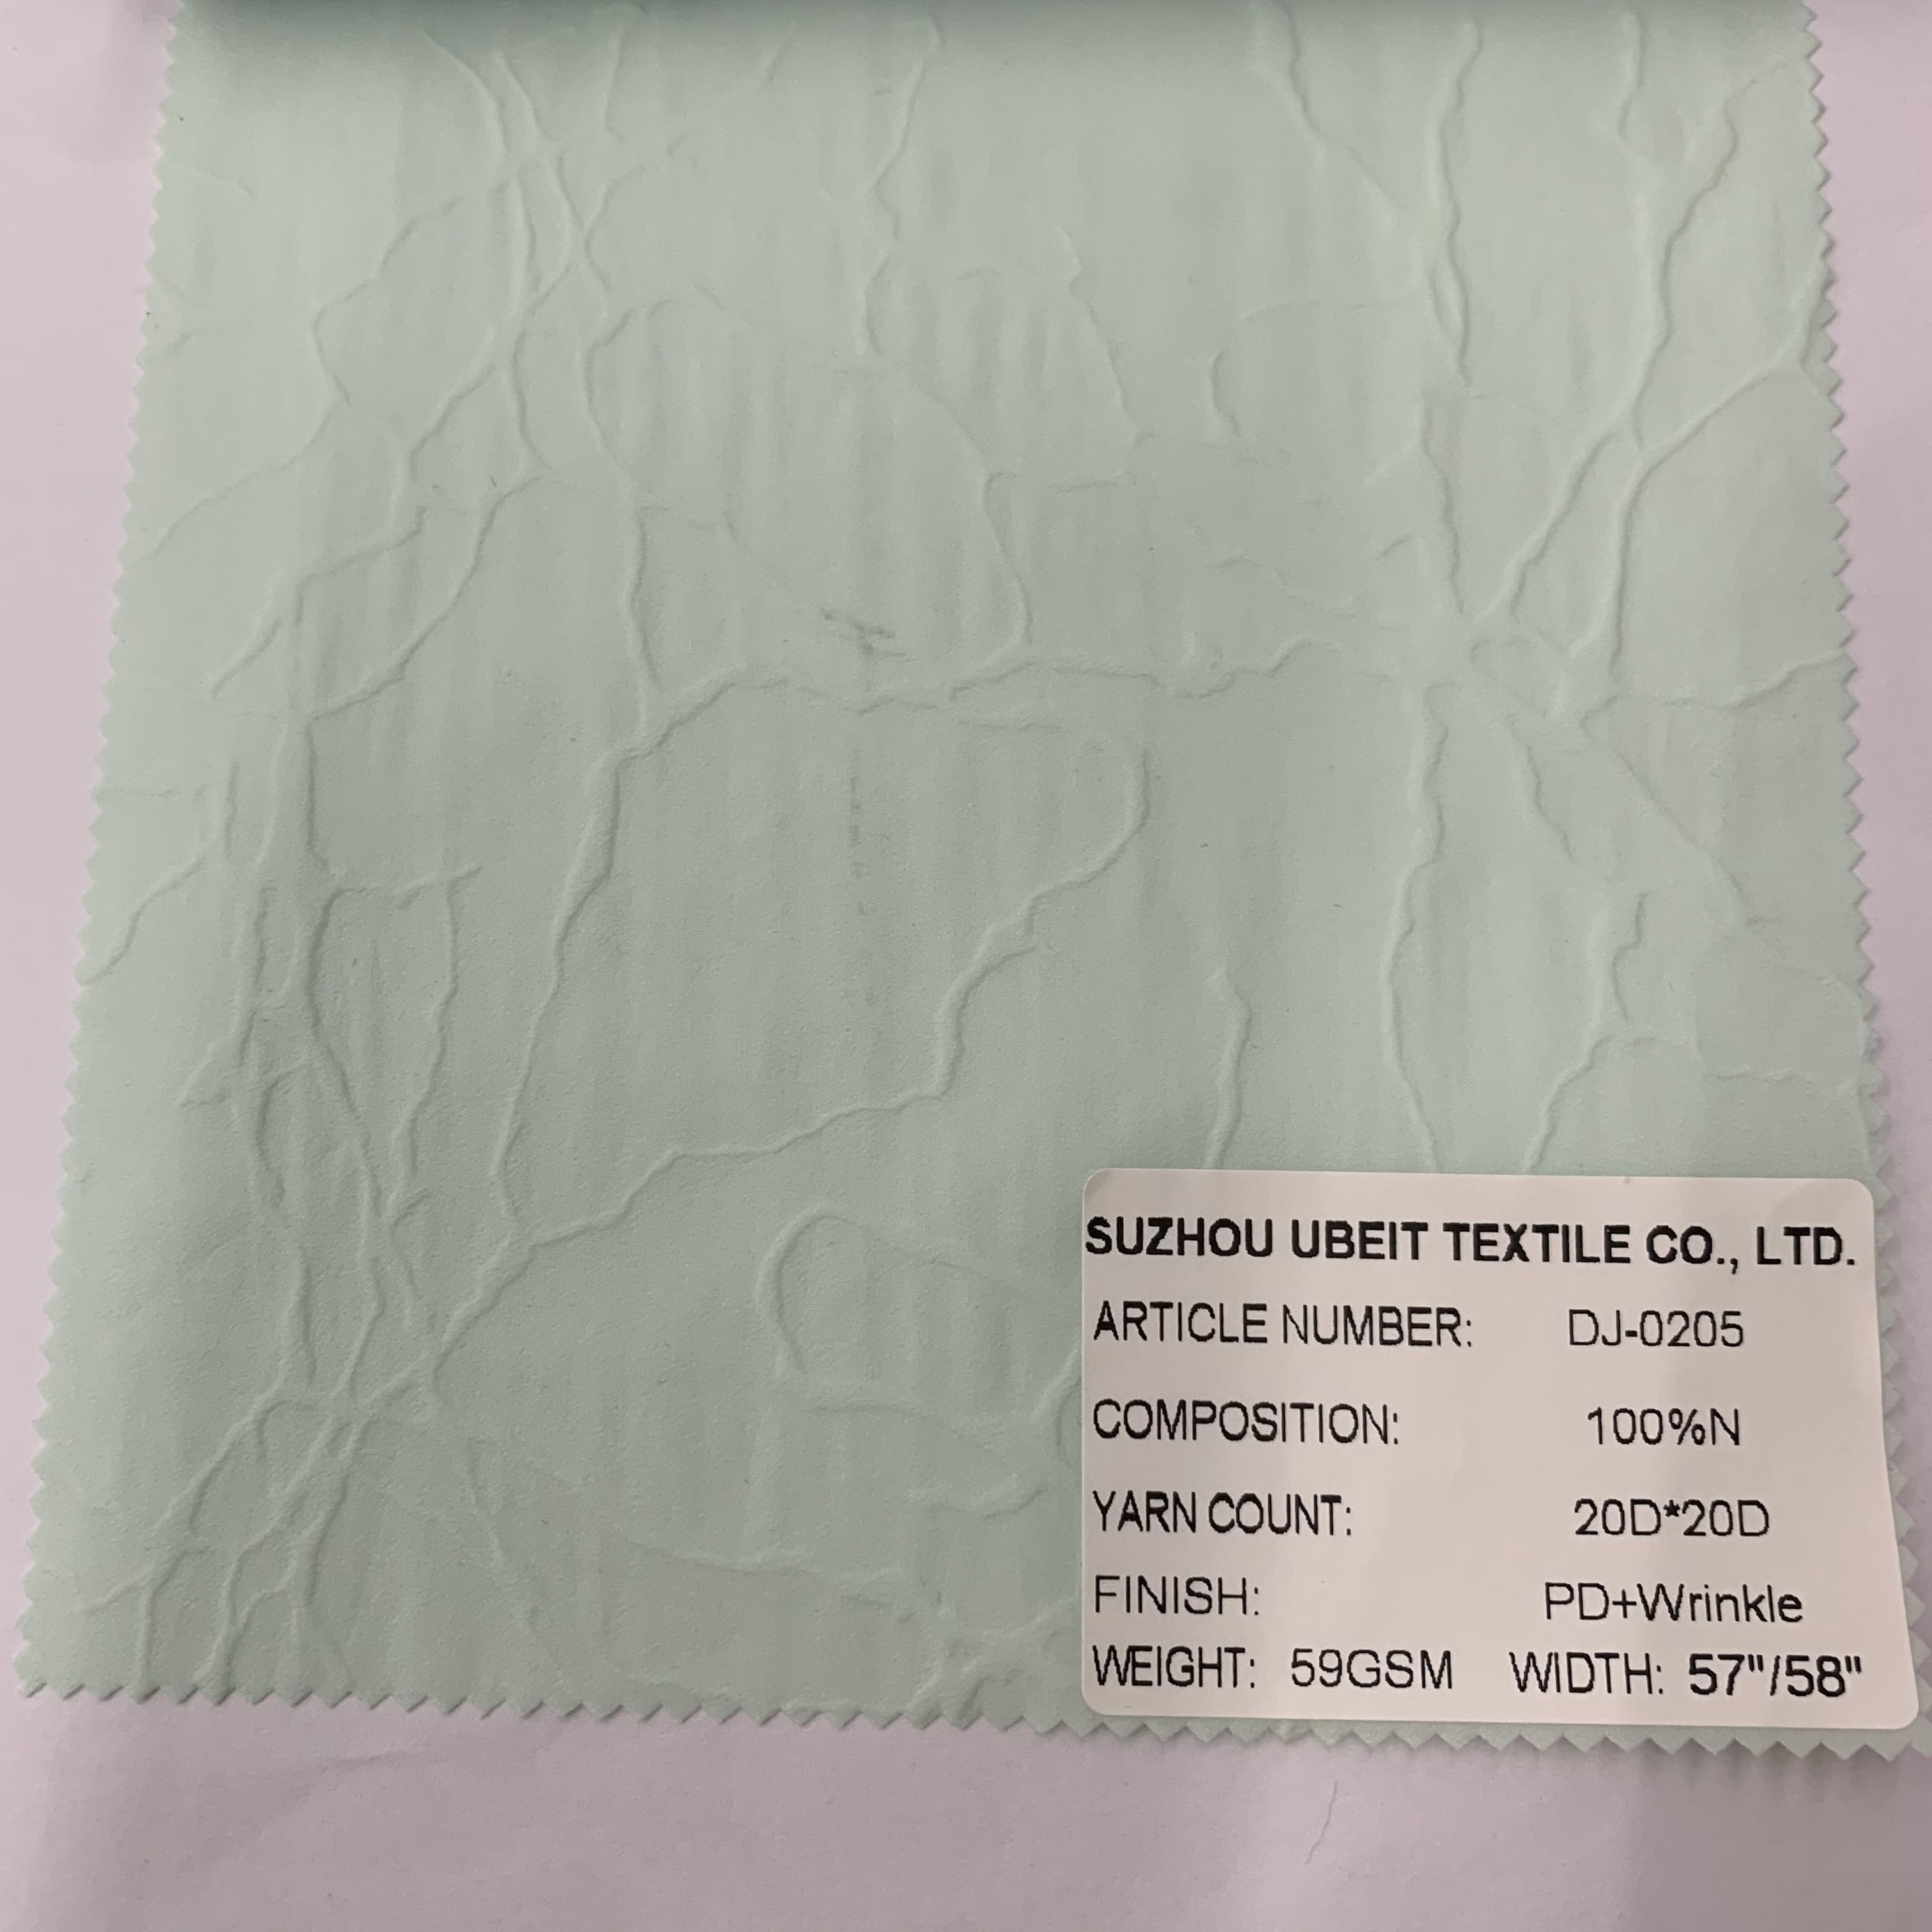 SUZHOU UBEIT TEXTILE CO., LTD.
ARTICLE NUMBER: DJ-0205
COMPOSITION: 100%N
YARN COUNT: 20D*20D
FINISH: PD+Wrinkle
WEIGHT: 59GSM WIDTH: 57"/58"